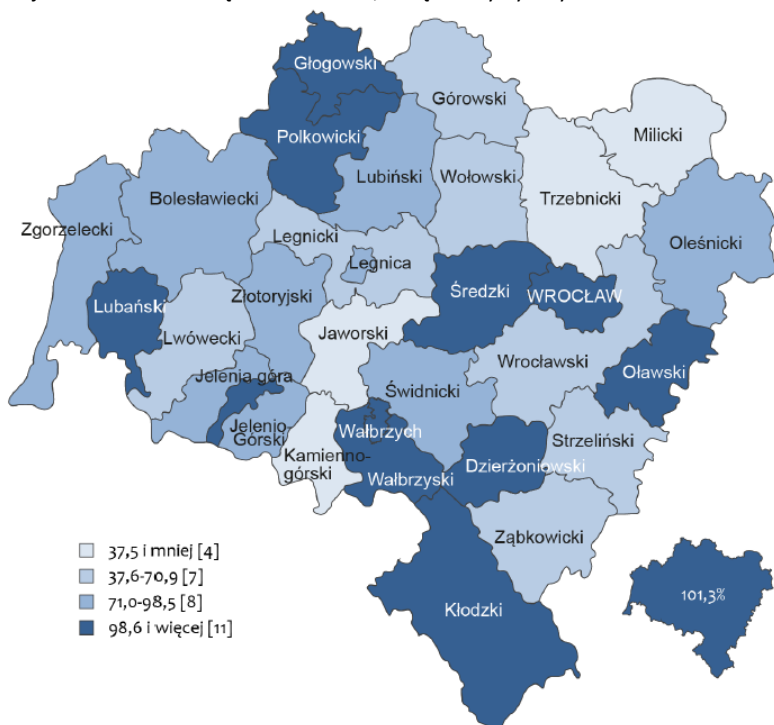 Głogowski
Górowski
Milicki
Polkowicki
Lubiński
Wołowski
Trzebnicki
Bolesławiecki
Zgorzelecki
Legnicki
Oleśnicki
Legnica
Lubański
Złotoryjski
Średzki
WROCŁAW
Lwówecki
Jaworski
Wrocławski
Oławski
Jelenia góra
Świdnicki
Jelenio-
Górski
Wałbrzych
Strzeliński
Kamienno-
górski
Dzierżoniowski
Wałbrzyski
Ząbkowicki
37,5 i mniej [4]
37,6-70,9 [7]
71,0-98,5 [8]
98,6 i więcej [11]
Kłodzki
101,3%